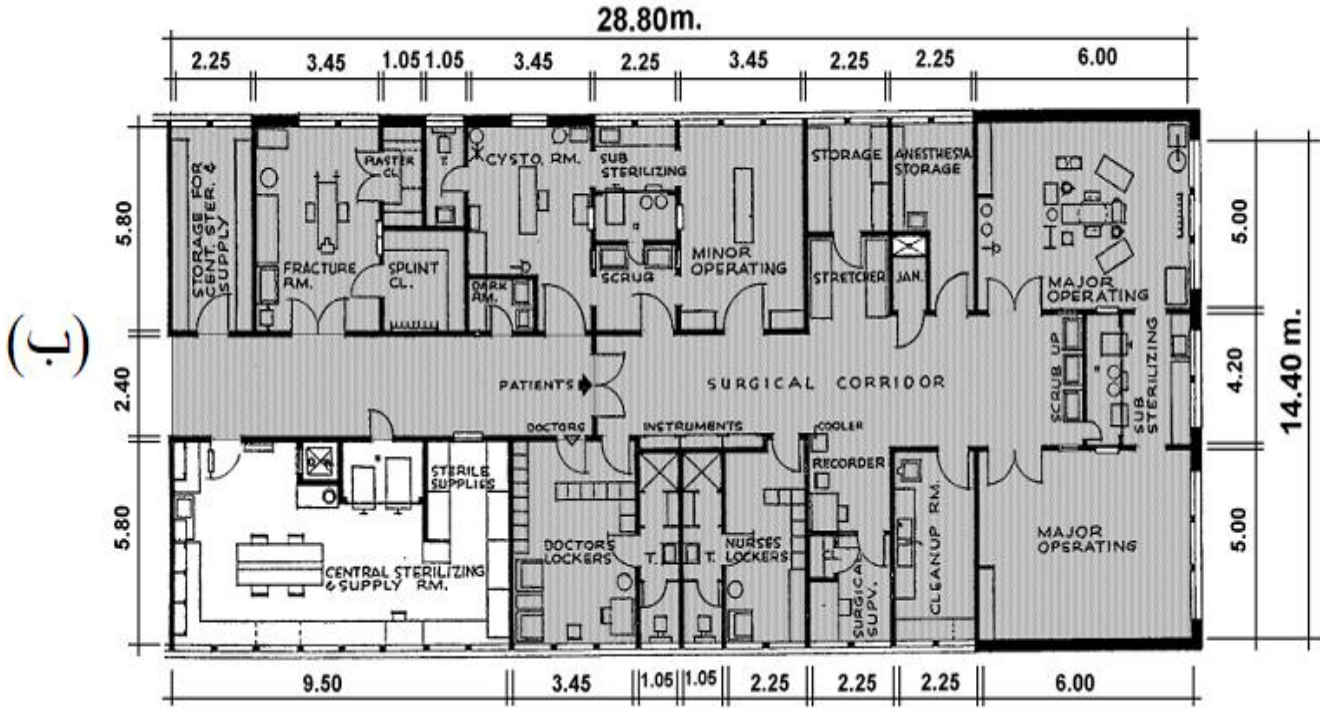 28.80m.
2.25 3.45 1.05 1.05 3.45 2.25 3.45 2.25 2.25 6.00
STORAGE FOR
CENT. STER. &
SUPPLY
FRACTURE
RM.
PLASTER
CL.
SPLINT
CL.
T.
CYSTO. RM.
DARK
RM.
SUB
STERILIZING
SCRUB
MINOR
OPERATING
STORAGE
STRETCHER
ANESTHESIA
STORAGE
JAN.
MAJOR
OPERATING
5.80
2.40
5.80
5.00
4.20
5.00
14.40 m.
PATIENTS
SURGICAL CORRIDOR
SCRUB UP
SUB
STERILIZING
DOCTORS
INSTRUMENTS
COOLER
RECORDER
STERILE
SUPPLIES
CENTRAL STERILIZING
& SUPPLY RM.
DOCTORS
LOCKERS
T.
T.
NURSES
LOCKERS
CL.
SURGICAL
SUPV.
CLEANUP RM.
MAJOR
OPERATING
9.50 3.45 1.05 1.05 2.25 2.25 2.25 6.00